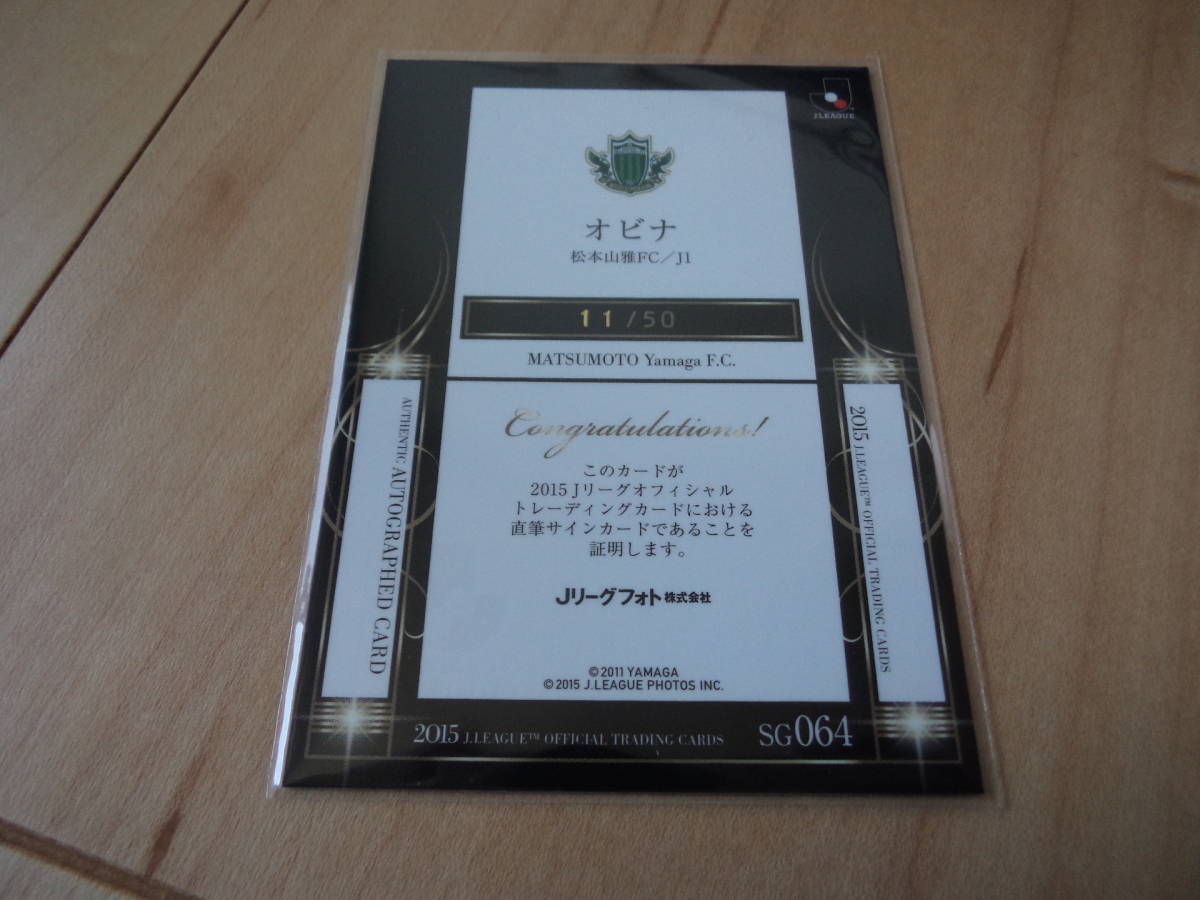 J.LEAGUE
オビナ
松本山雅FC／J1
11/50
MATSUMOTO Yamaga F.C.
Congratulations!
このカードが
2015 Jリーグオフィシャル
トレーディングカードにおける
直筆サインカードであることを
証明します。
Jリーグフォト株式会社
©2011 YAMAGA
©2015 J.LEAGUE PHOTOS INC.
AUTHENTIC AUTOGRAPHED CARD
2015 J.LEAGUE™ OFFICIAL TRADING CARDS
2015 J.LEAGUE™ OFFICIAL TRADING CARDS
SG064